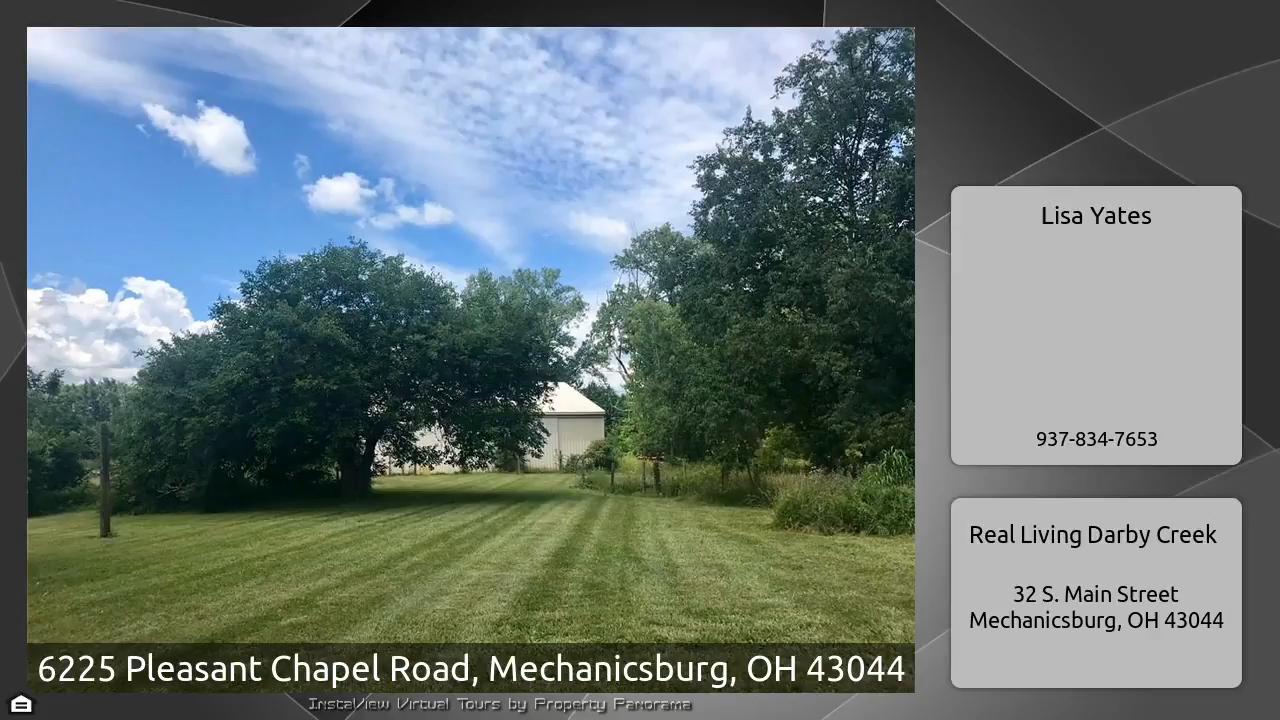 Lisa Yates
937-834-7653
Real Living Darby Creek
32 S. Main Street
Mechanicsburg, OH 43044
6225 Pleasant Chapel Road, Mechanicsburg, OH 43044
InstaView Virtual Tours by Property Panorama